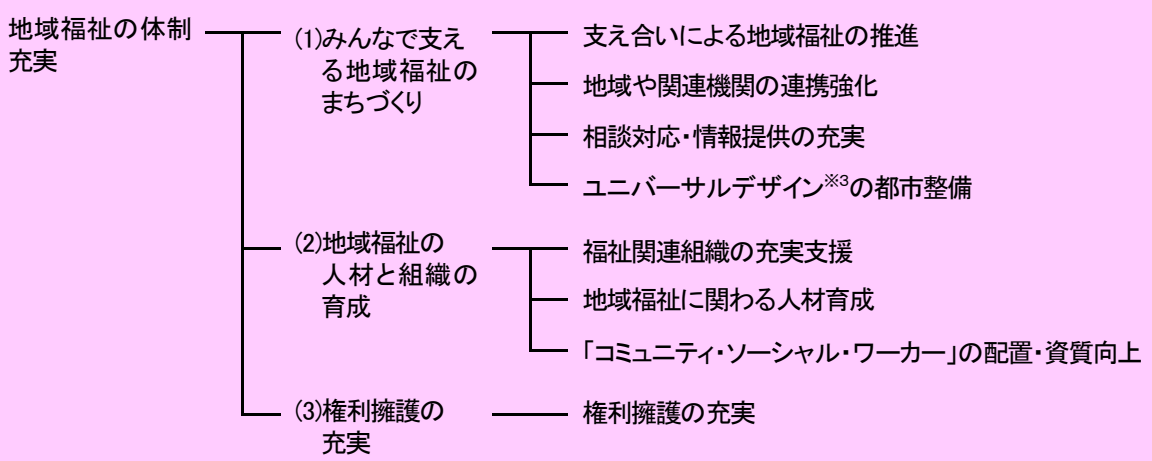 地域福祉の体制
充実
(1)みんなで支え
る地域福祉の
まちづくり
支え合いによる地域福祉の推進
地域や関連機関の連携強化
相談対応・情報提供の充実
ユニバーサルデザイン※3の都市整備
(2)地域福祉の
人材と組織の
育成
福祉関連組織の充実支援
地域福祉に関わる人材育成
「コミュニティ・ソーシャル・ワーカー」の配置・資質向上
(3)権利擁護の
充実
権利擁護の充実